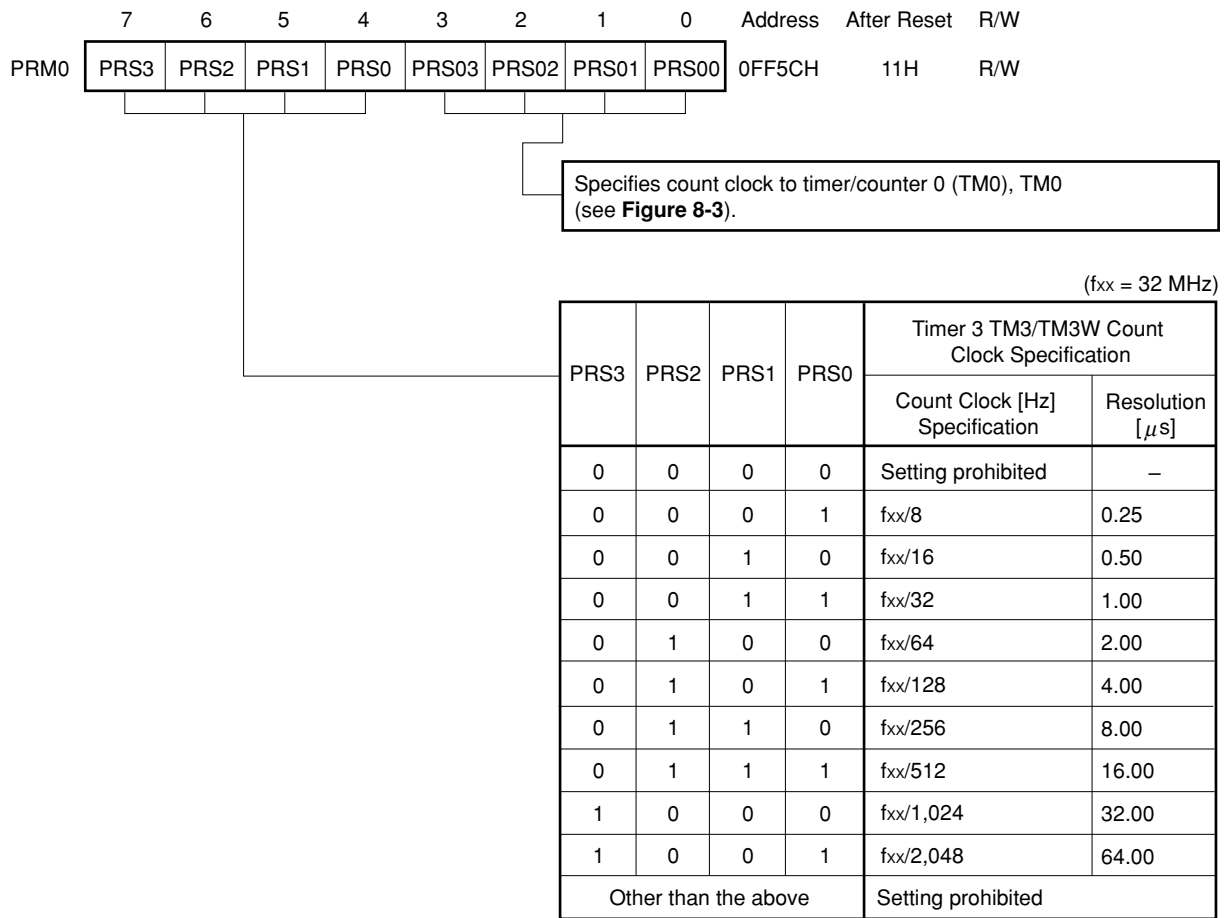 7 6 5 4 3 2 1 0 Address After Reset R/W
PRM0 PRS3 PRS2 PRS1 PRS0 PRS03 PRS02 PRS01 PRS00 0FF5CH 11H R/W
Specifies count clock to timer/counter 0 (TM0), TM0
(see Figure 8-3).
(fxx = 32 MHz)
PRS3 PRS2 PRS1 PRS0
Timer 3 TM3/TM3W Count
Clock Specification
Count Clock [Hz]
Specification
Resolution
[μs]
0 0 0 0 Setting prohibited –
0 0 0 1 fxx/8 0.25
0 0 1 0 fxx/16 0.50
0 0 1 1 fxx/32 1.00
0 1 0 0 fxx/64 2.00
0 1 0 1 fxx/128 4.00
0 1 1 0 fxx/256 8.00
0 1 1 1 fxx/512 16.00
1 0 0 0 fxx/1,024 32.00
1 0 0 1 fxx/2,048 64.00
Other than the above Setting prohibited